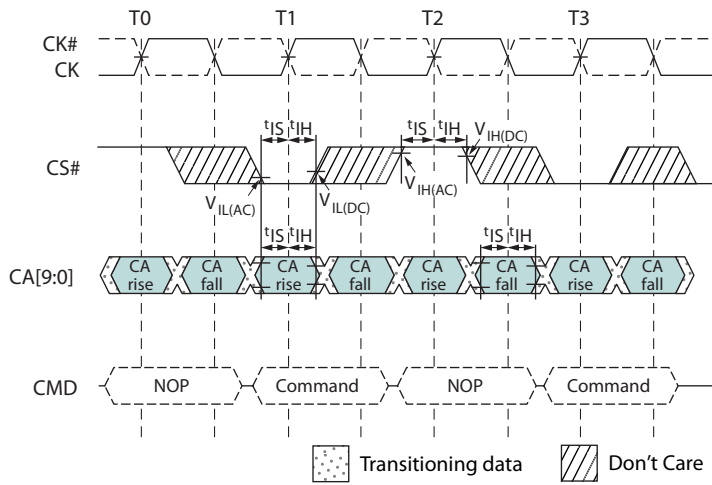 T0 T1 T2 T3
CK#
CK
tIS tIH tIS tIH
VIH(DC)
CS#
VIL(AC) VIL(DC) VIH(AC)
tIS tIH tIS tIH
CA[9:0]
CA rise CA fall CA rise CA fall CA rise CA fall CA rise CA fall
CMD NOP Command NOP Command
Transitioning data Don't Care